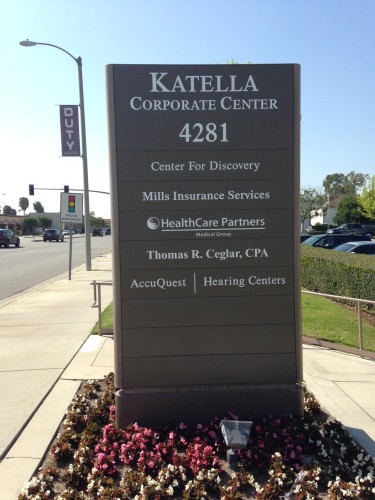 KATELLA
CORPORATE CENTER
4281
Center For Discovery
Mills Insurance Services
HealthCare Partners
Medical Group
Thomas R. Ceglar, CPA
AccuQuest | Hearing Centers
DUTY